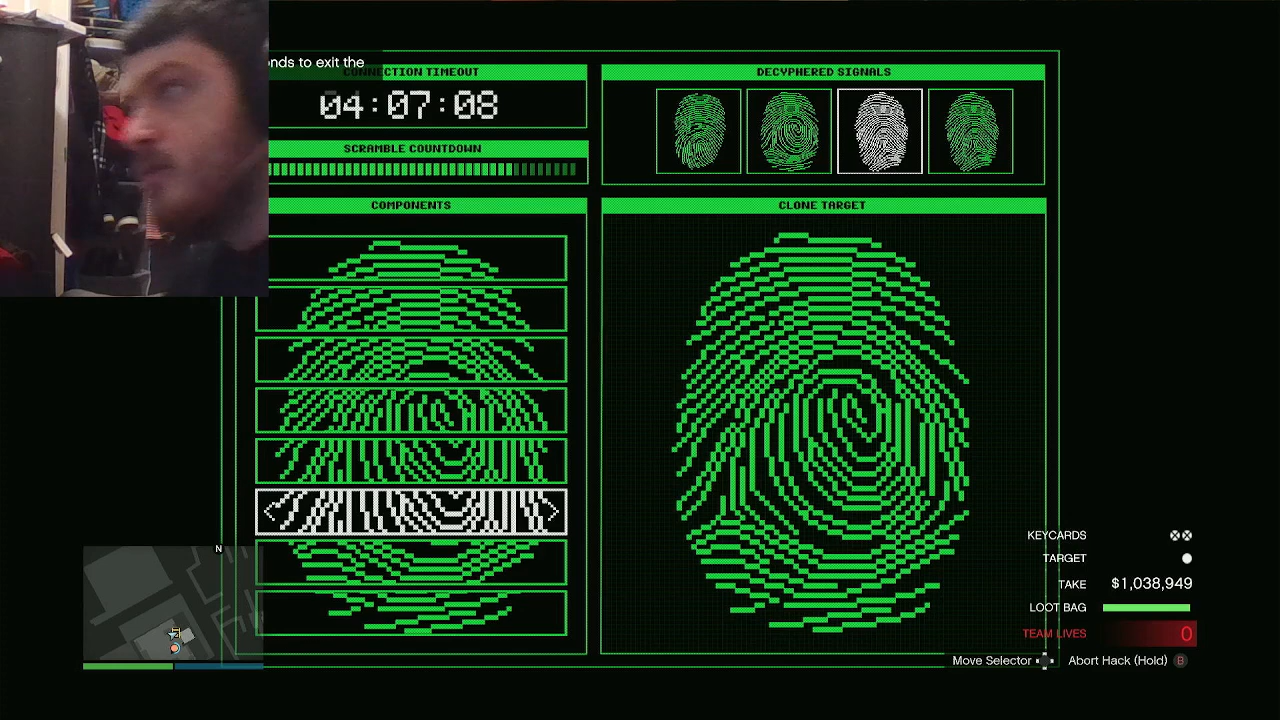 onds to exit the
CONNECTION TIMEOUT
04:07:08
SCRAMBLE COUNTDOWN
COMPONENTS
DECYPHERED SIGNALS
CLONE TARGET
N
KEYCARDS
TARGET
TAKE $1,038,949
LOOT BAG
TEAM LIVES 0
Move Selector Abort Hack (Hold) B